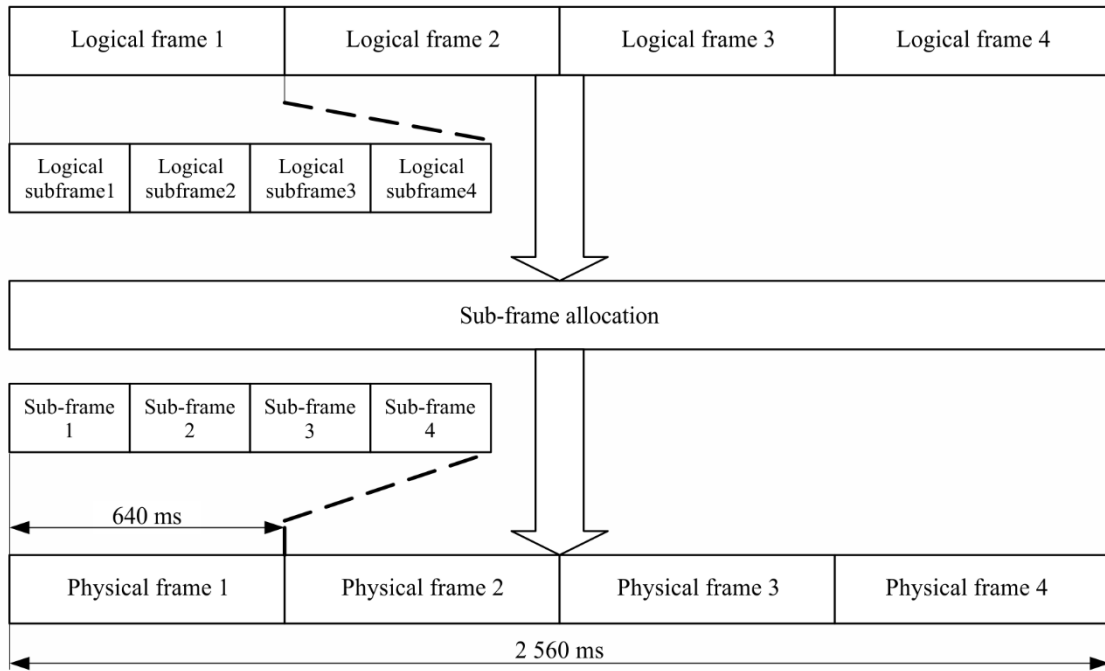 Logical frame 1
Logical frame 2
Logical frame 3
Logical frame 4
Logical
subframe1
Logical
subframe2
Logical
subframe3
Logical
subframe4
Sub-frame allocation
Sub-frame
1
Sub-frame
2
Sub-frame
3
Sub-frame
4
640 ms
Physical frame 1
Physical frame 2
Physical frame 3
Physical frame 4
2 560 ms